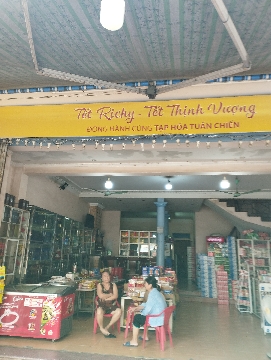 Tết Richy - Tết Thịnh Vượng
ĐỒNG HÀNH CÙNG TẠP HÓA TUẤN CHIẾN